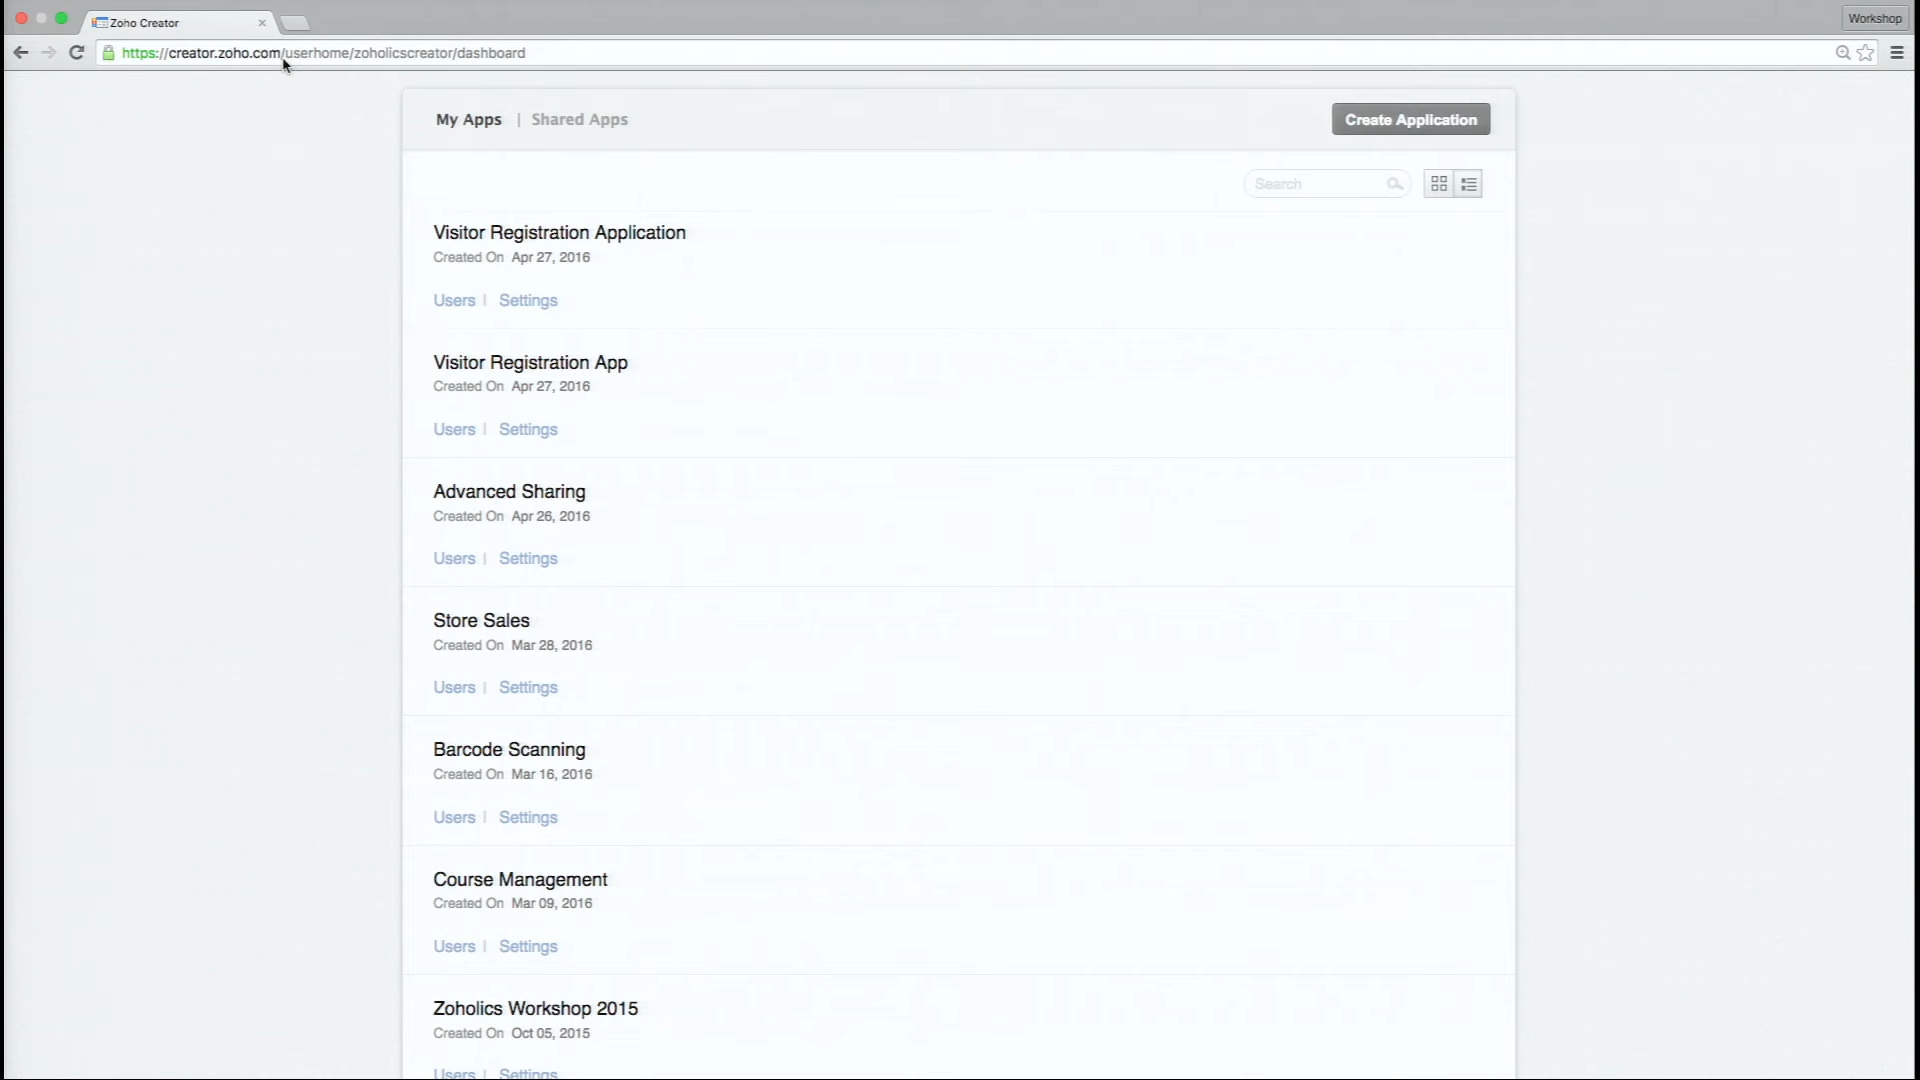 Zoho Creator
Workshop
https://creator.zoho.com/userhome/zoholicscreator/dashboard
My Apps | Shared Apps
Create Application
Search
Visitor Registration Application
Created On Apr 27, 2016
Users | Settings
Visitor Registration App
Created On Apr 27, 2016
Users | Settings
Advanced Sharing
Created On Apr 26, 2016
Users | Settings
Store Sales
Created On Mar 28, 2016
Users | Settings
Barcode Scanning
Created On Mar 16, 2016
Users | Settings
Course Management
Created On Mar 09, 2016
Users | Settings
Zoholics Workshop 2015
Created On Oct 05, 2015
Users | Settings